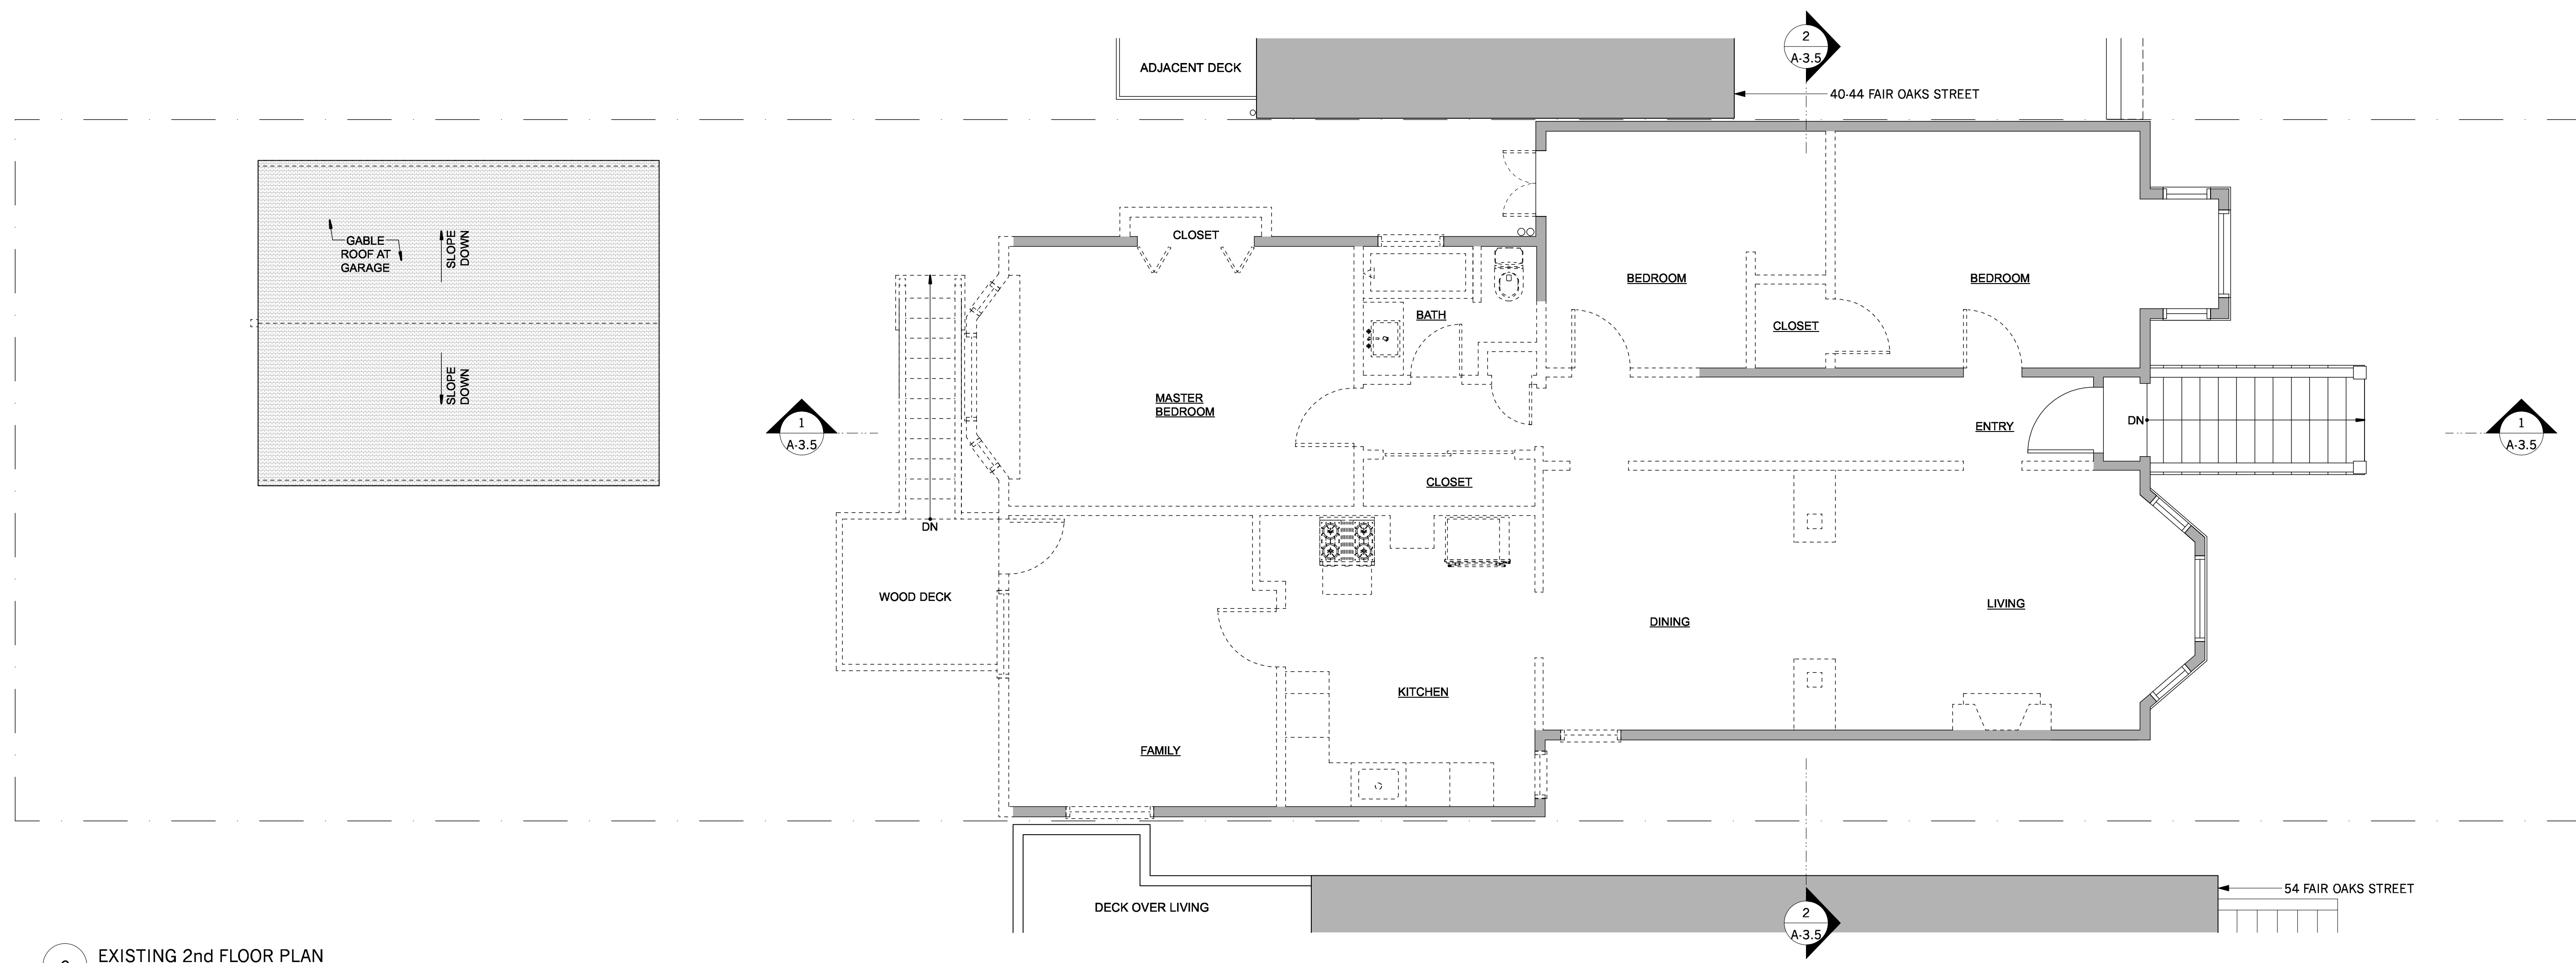 2
A-3.5
ADJACENT DECK
40-44 FAIR OAKS STREET
CLOSET
GABLE
ROOF AT
GARAGE
SLOPE
DOWN
BEDROOM
BEDROOM
BATH
CLOSET
SLOPE
DOWN
MASTER
BEDROOM
1
A-3.5
DN
ENTRY
1
A-3.5
CLOSET
DN
WOOD DECK
LIVING
DINING
KITCHEN
FAMILY
54 FAIR OAKS STREET
DECK OVER LIVING
2
A-3.5
EXISTING 2nd FLOOR PLAN